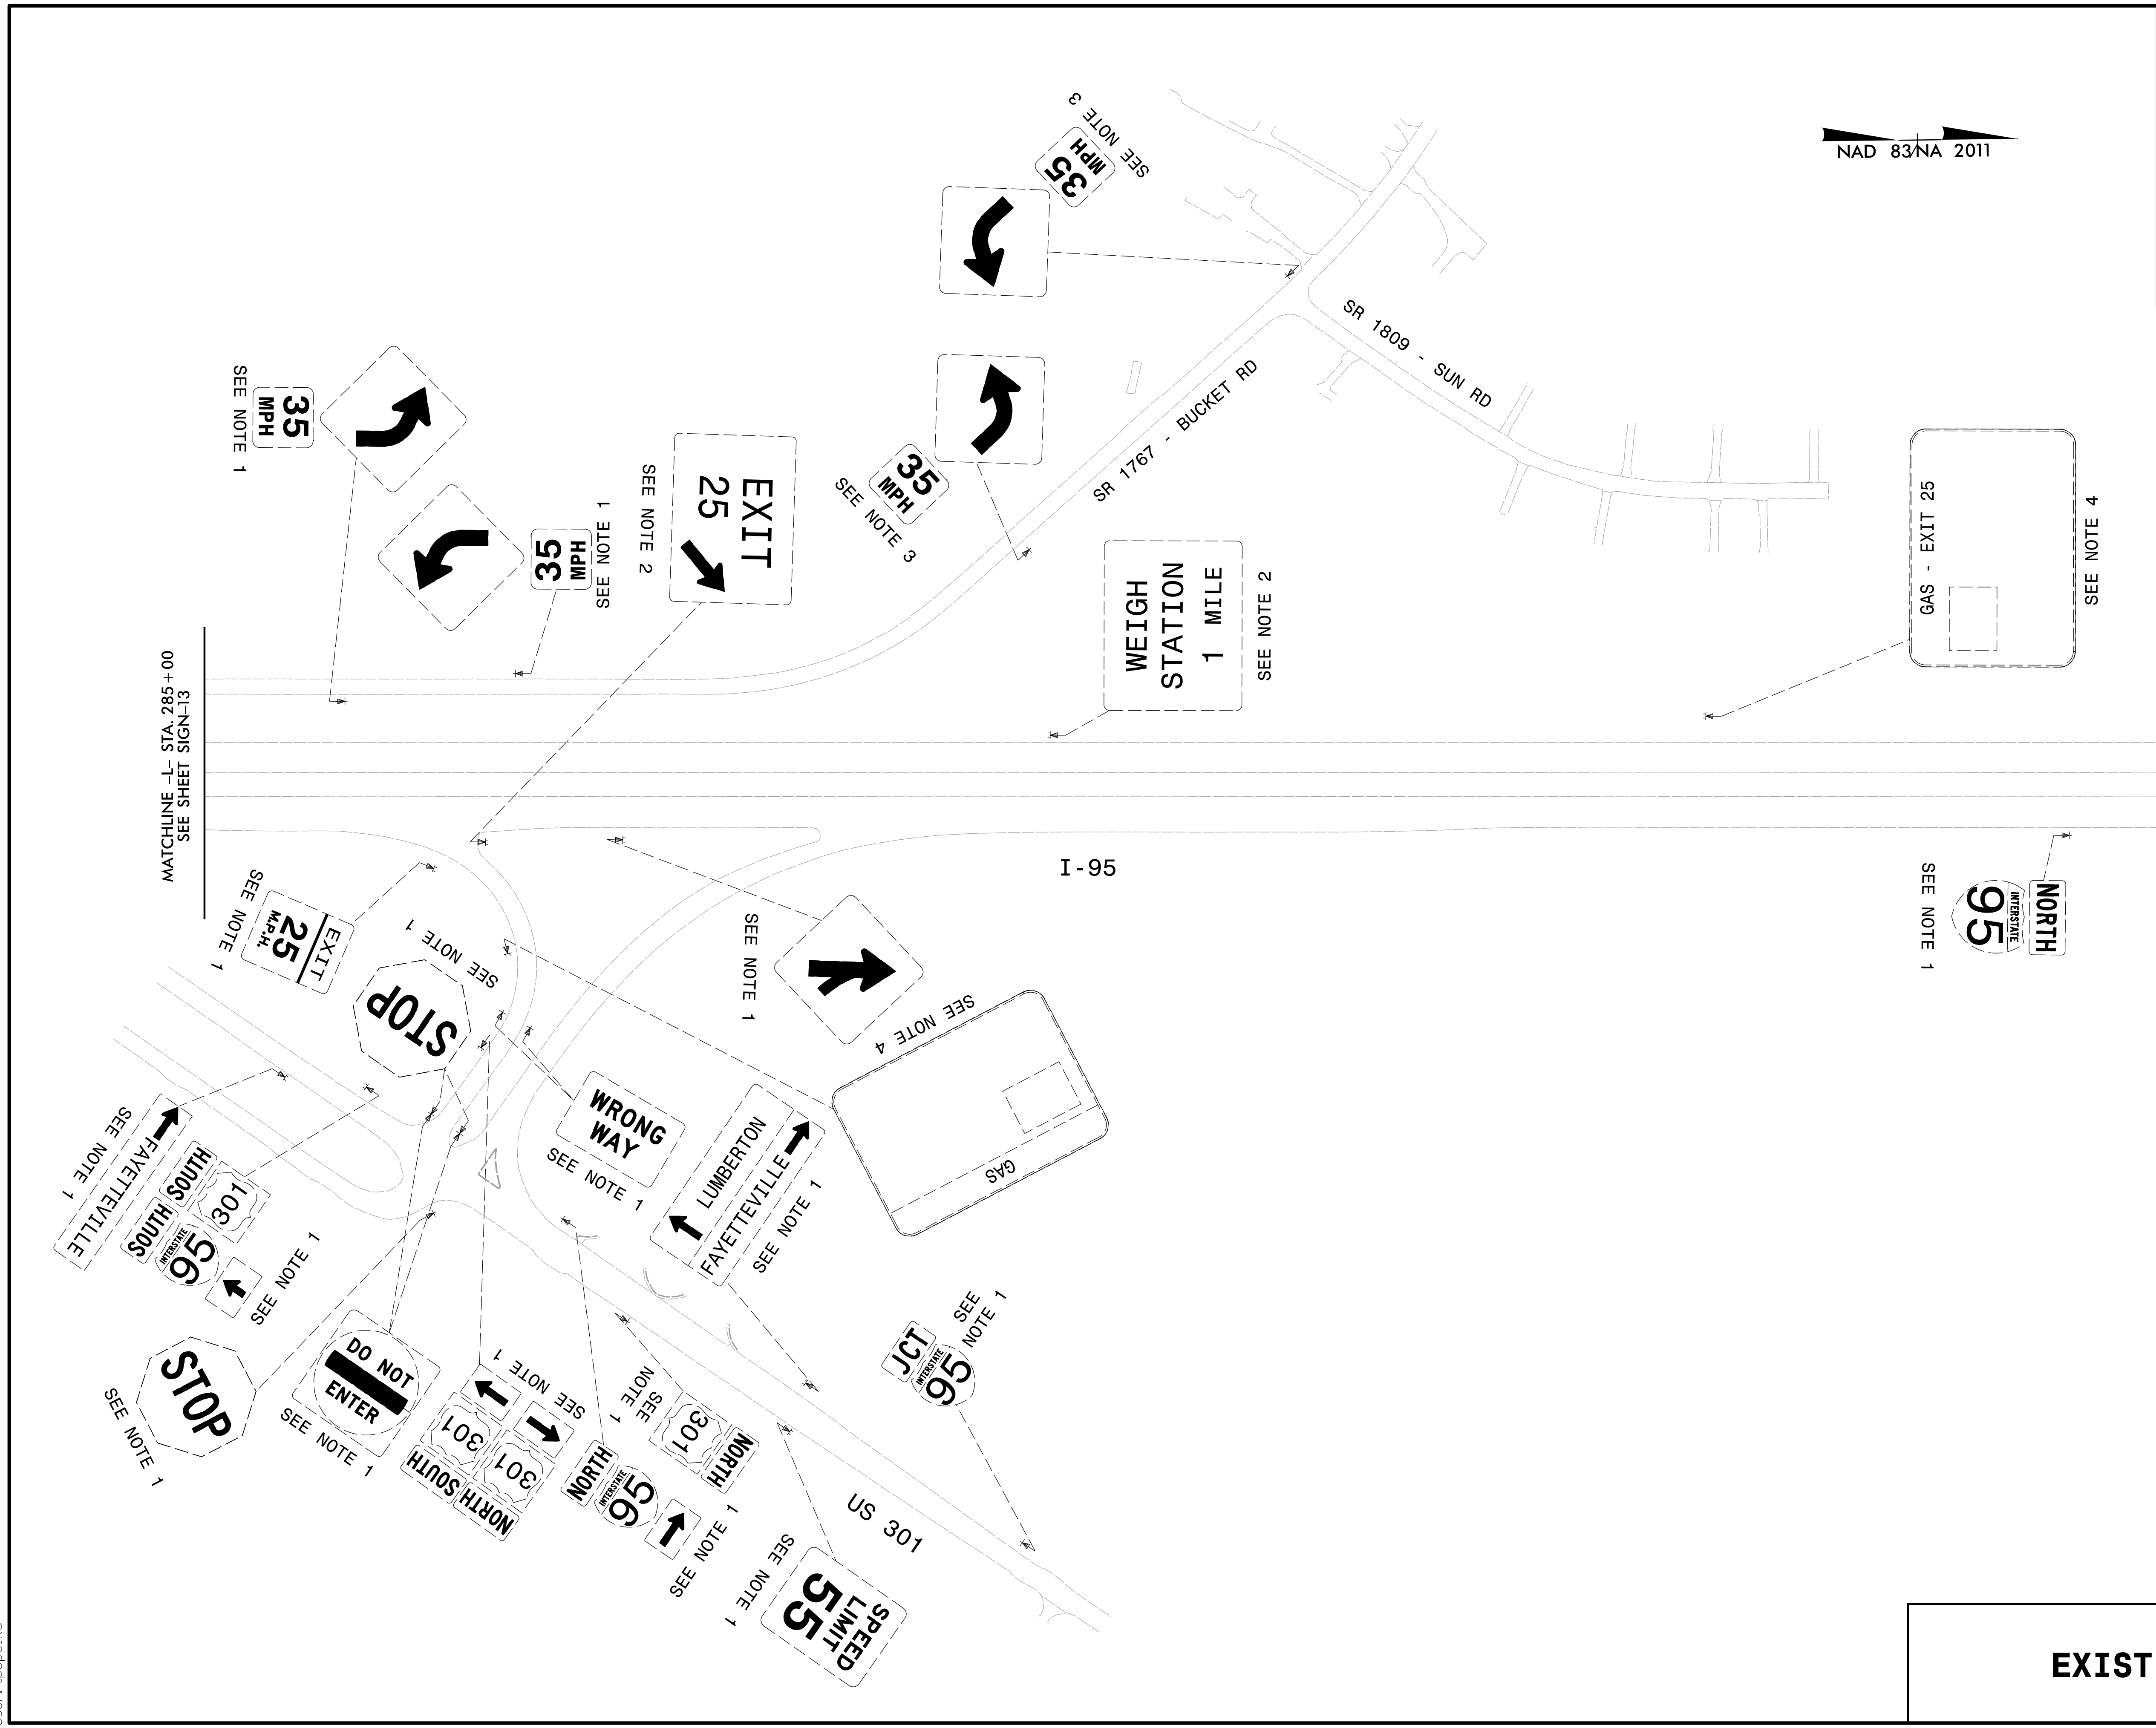 SEE NOTE 3
35
MPH
NAD 83/NA 2011
SR 1809 - SUN RD
SR 1767 - BUCKET RD
SEE NOTE 1
35
MPH
35
MPH
SEE NOTE 1
SEE NOTE 2
EXIT
25
35
MPH
SEE NOTE 3
WEIGH
STATION
1 MILE
SEE NOTE 2
GAS - EXIT 25
SEE NOTE 4
MATCHLINE -L- STA. 285+00
SEE SHEET SIGN-13
I-95
SEE NOTE 1
EXIT
25
M.P.H.
SEE NOTE 1
STOP
SEE NOTE 1
SEE NOTE 4
GAS
NORTH
INTERSTATE
95
SEE NOTE 1
WRONG
WAY
SEE NOTE 1
LUMBERTON
FAYETTEVILLE
SEE NOTE 1
SEE NOTE 1
FAYETTEVILLE
SOUTH
301
SOUTH
INTERSTATE
95
SEE NOTE 1
STOP
SEE NOTE 1
DO NOT
ENTER
SEE NOTE 1
SEE NOTE 1
SOUTH
301
NORTH
301
NORTH
INTERSTATE
95
SEE NOTE 1
NORTH
301
SEE
NOTE 1
JCT
INTERSTATE
95
SEE
NOTE 1
US 301
SPEED
LIMIT
55
SEE NOTE 1
EXIST